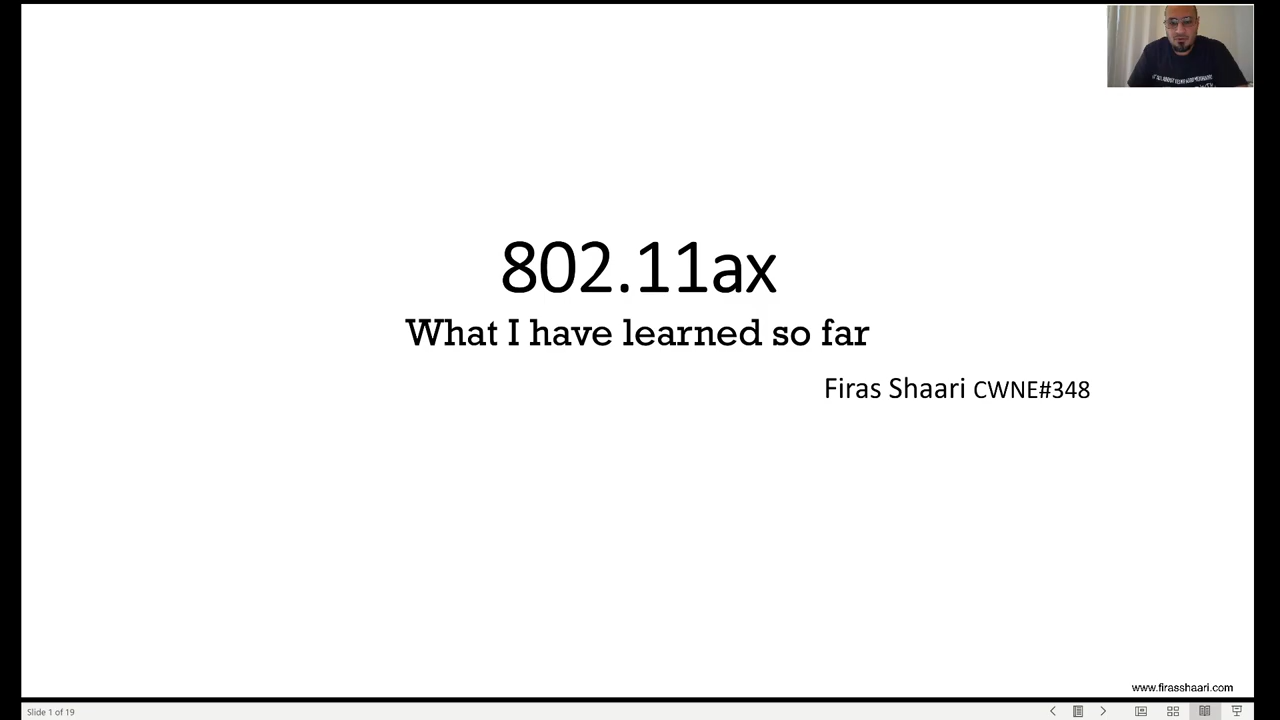 802.11ax
What I have learned so far
Firas Shaari CWNE#348
www.firasshaari.com
Slide 1 of 19